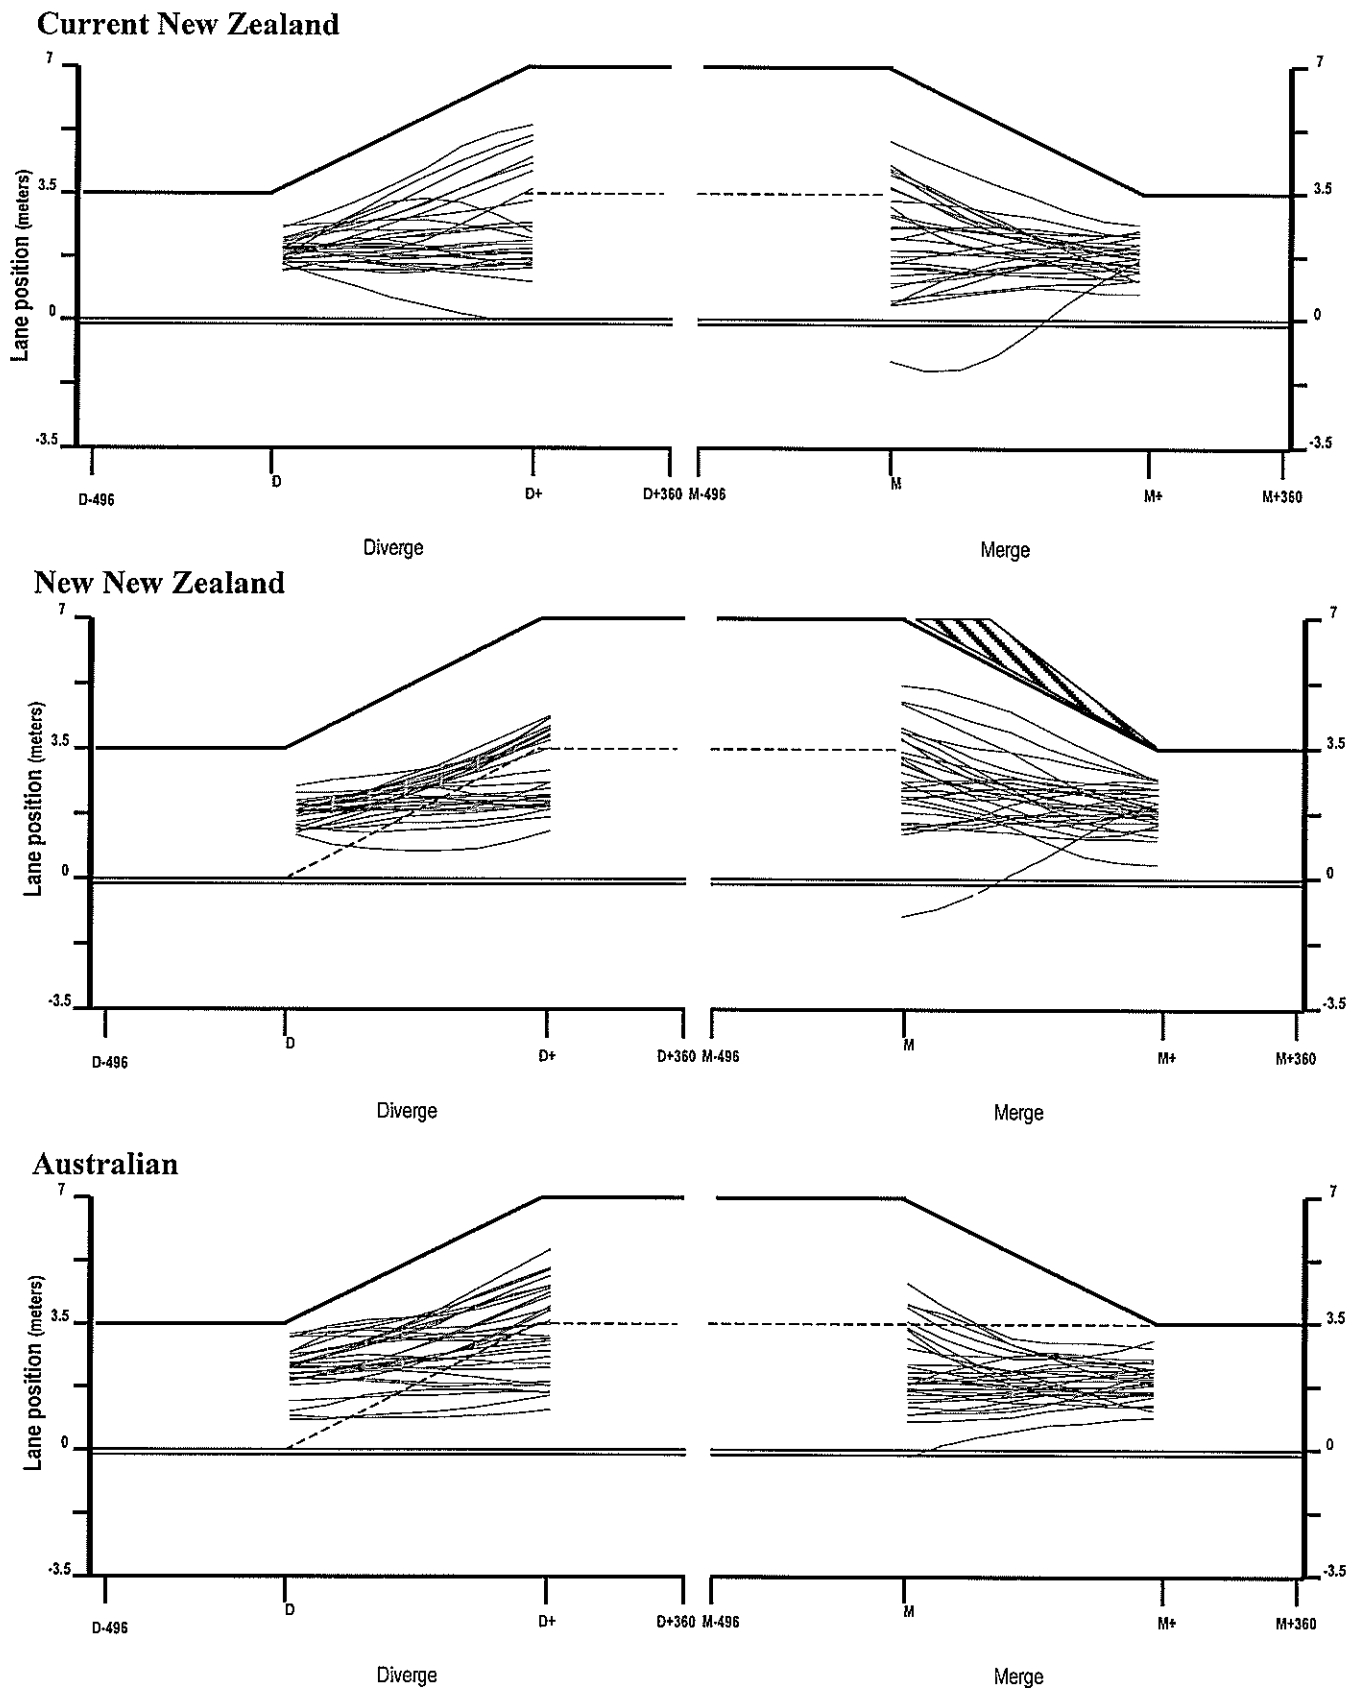 Current New Zealand
7
7
3.5
3.5
Lane position (meters)
0
0
-3.5
-3.5
D-496
D
D+
D+360
M-496
M
M+
M+360
Diverge
Merge
New New Zealand
7
7
3.5
3.5
Lane position (meters)
0
0
-3.5
-3.5
D-496
D
D+
D+360
M-496
M
M+
M+360
Diverge
Merge
Australian
7
7
3.5
3.5
Lane position (meters)
0
0
-3.5
-3.5
D-496
D
D+
D+360
M-496
M
M+
M+360
Diverge
Merge